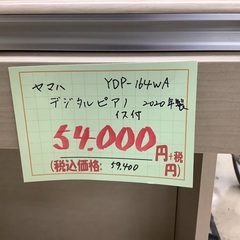 ヤマハ YDP-164WA
デジタルピアノ 2020年製
イス付
54,000円+税
(税込価格: 59,400円)